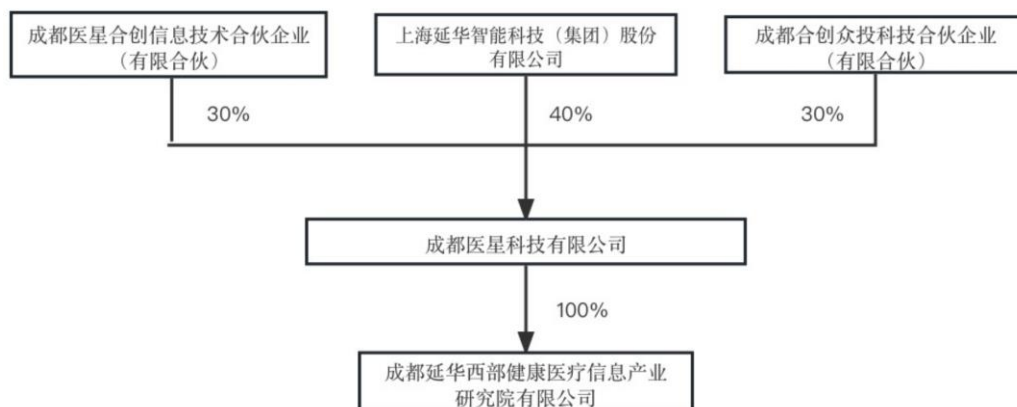 成都医星合创信息技术合伙企业
（有限合伙）
上海延华智能科技（集团）股份
有限公司
成都合创众投科技合伙企业
（有限合伙）
30%
40%
30%
成都医星科技有限公司
100%
成都延华西部健康医疗信息产业
研究院有限公司